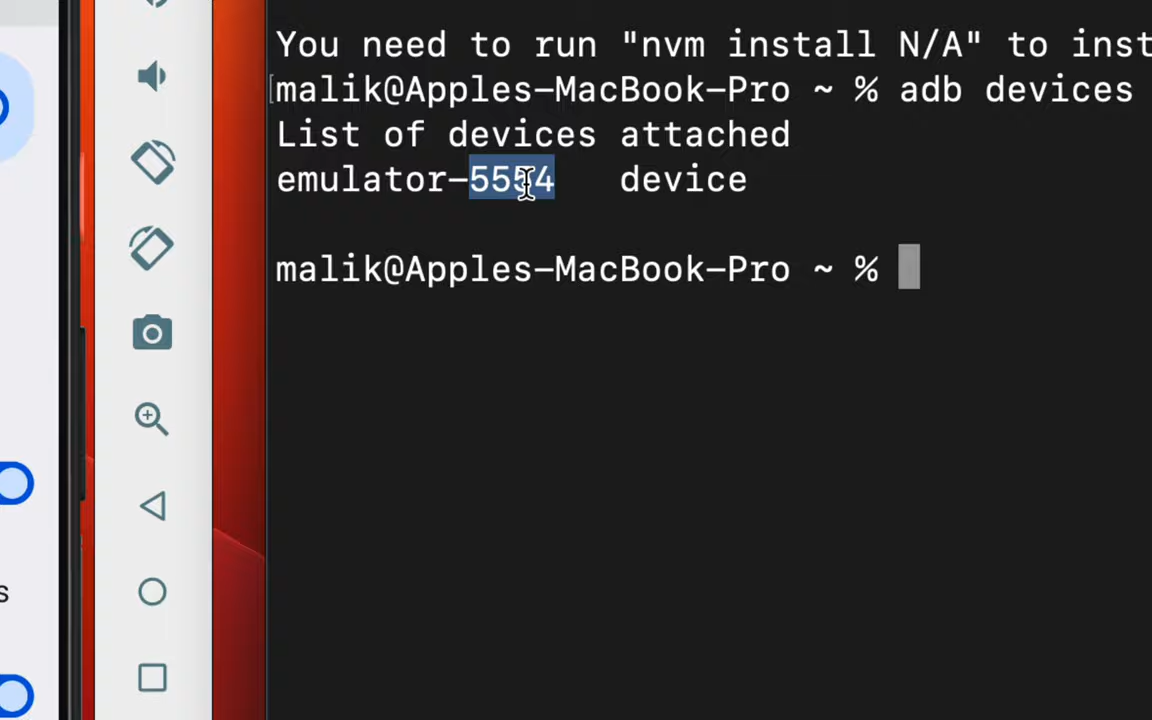 You need to run "nvm install N/A" to inst
[malik@Apples-MacBook-Pro ~ % adb devices
List of devices attached
emulator-5554 device
malik@Apples-MacBook-Pro ~ %
s